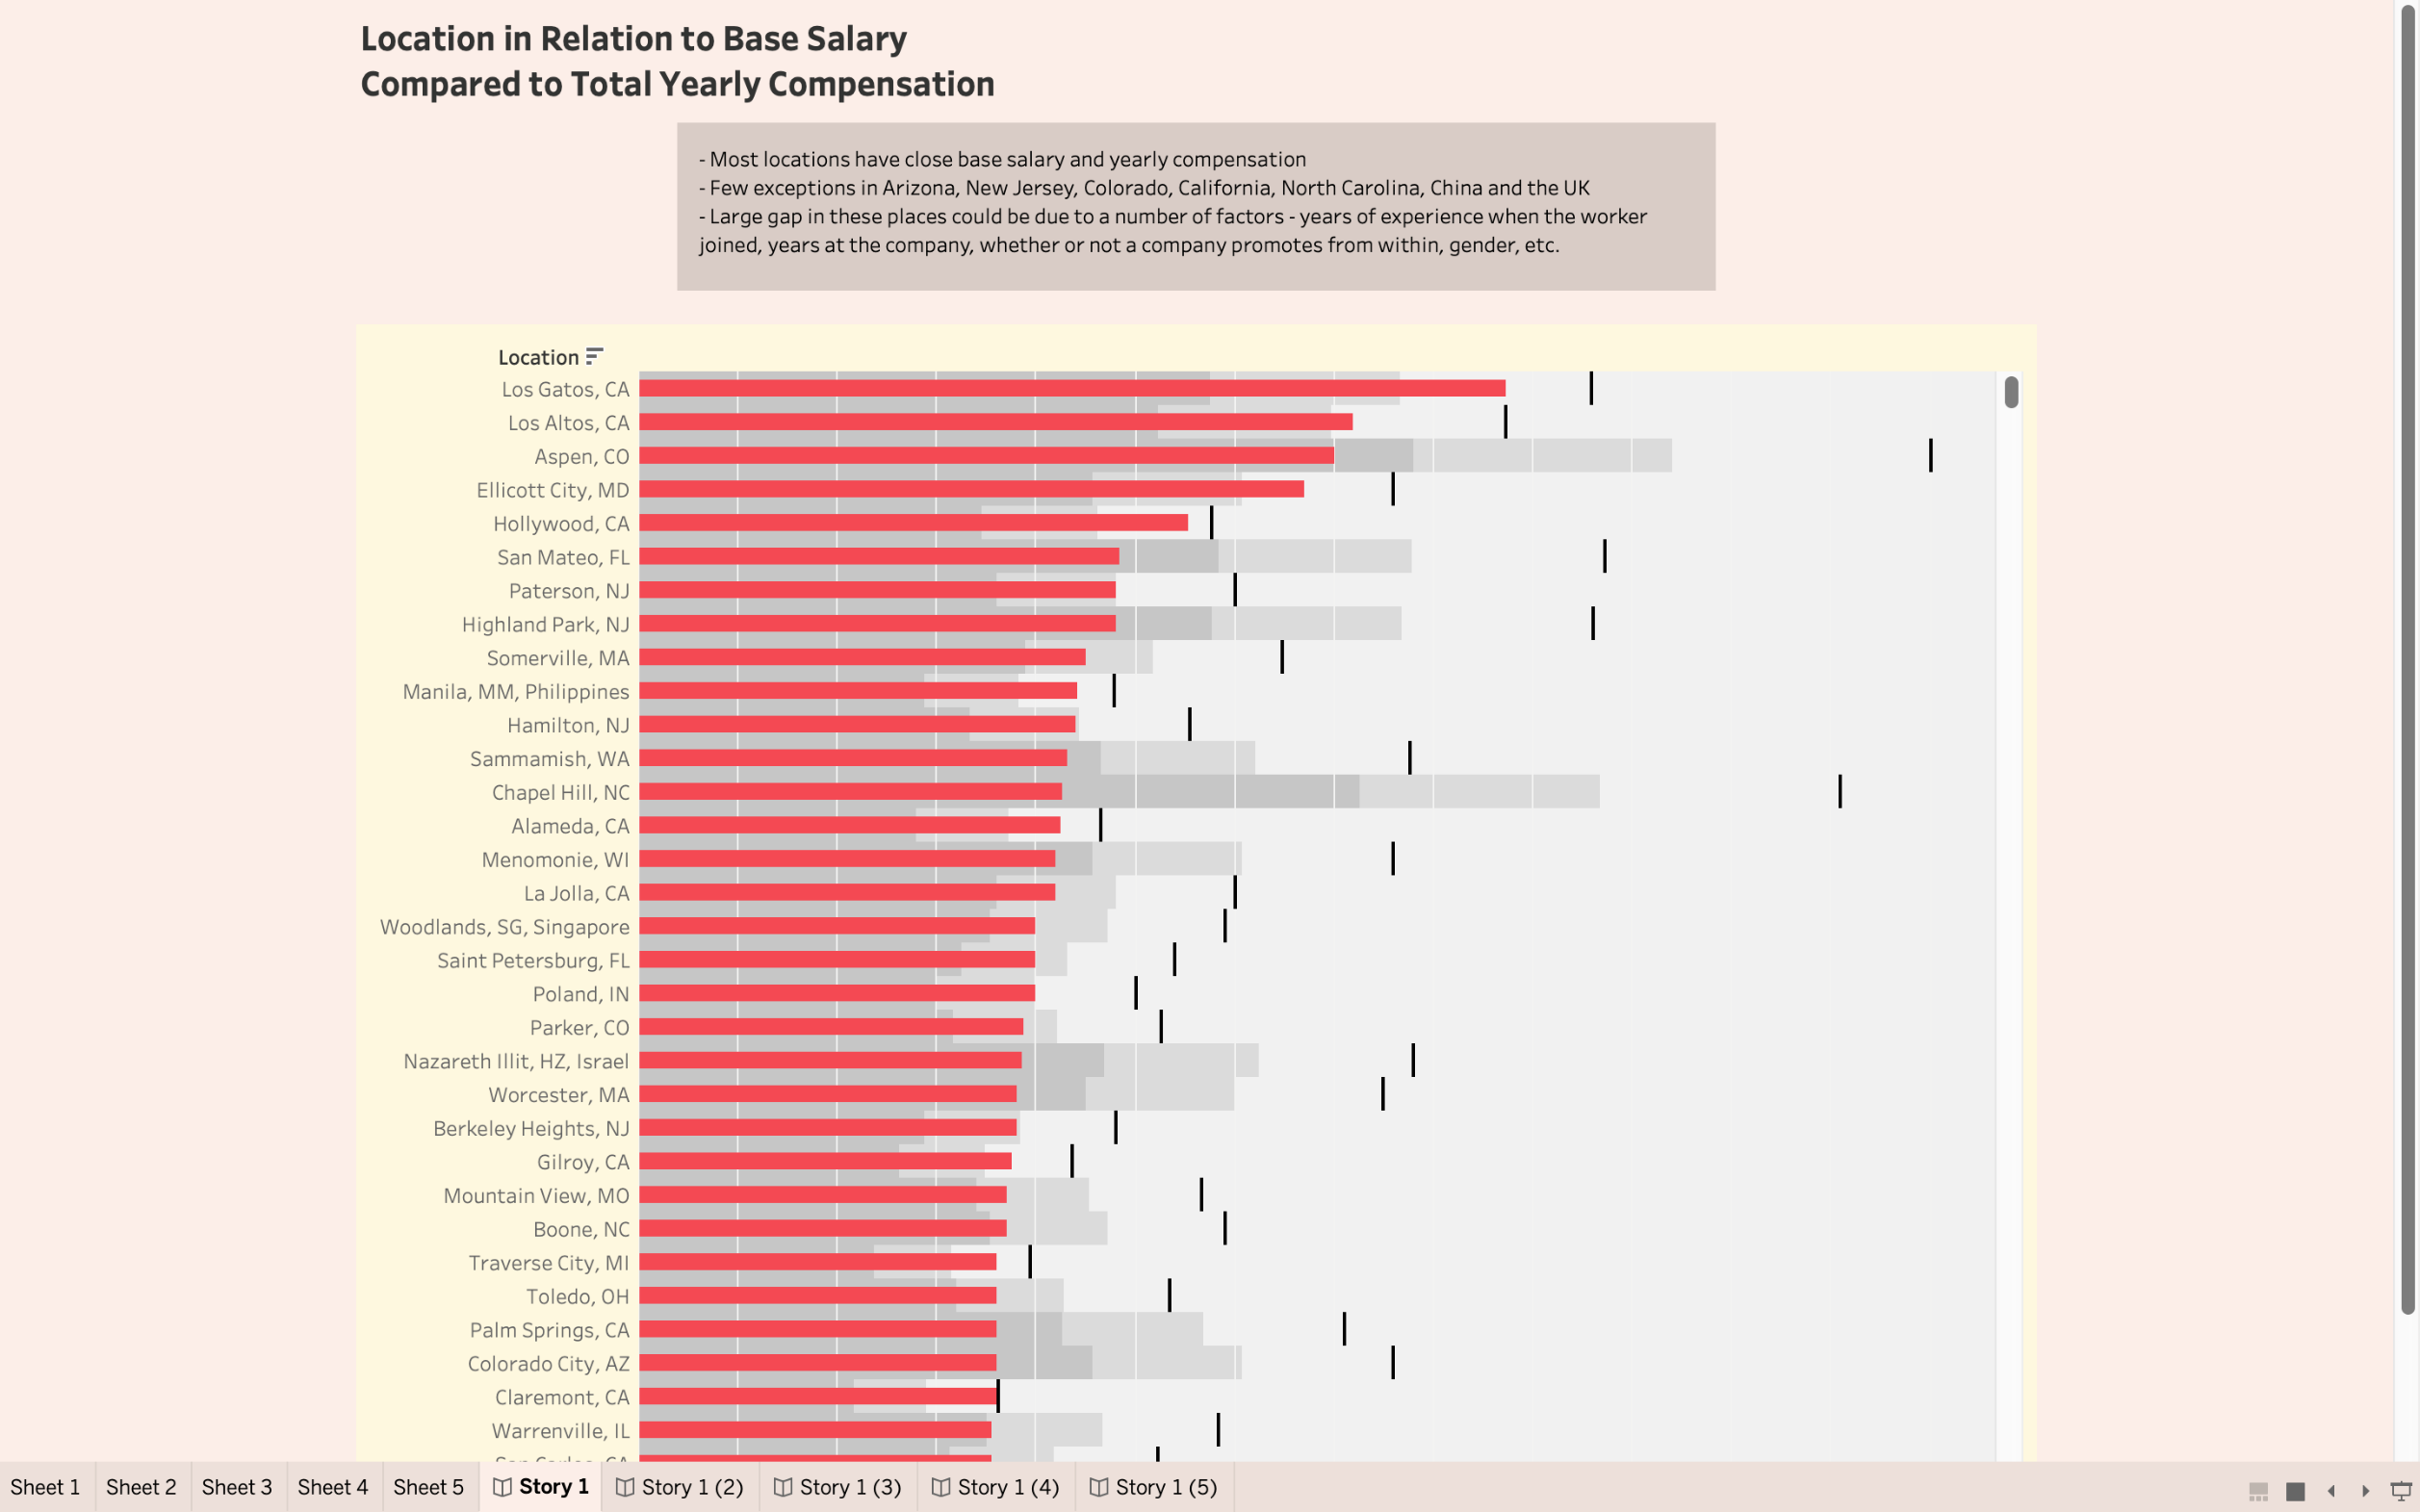 Location in Relation to Base Salary
Compared to Total Yearly Compensation
- Most locations have close base salary and yearly compensation
- Few exceptions in Arizona, New Jersey, Colorado, California, North Carolina, China and the UK
- Large gap in these places could be due to a number of factors - years of experience when the worker
joined, years at the company, whether or not a company promotes from within, gender, etc.
Location
Los Gatos, CA
Los Altos, CA
Aspen, CO
Ellicott City, MD
Hollywood, CA
San Mateo, FL
Paterson, NJ
Highland Park, NJ
Somerville, MA
Manila, MM, Philippines
Hamilton, NJ
Sammamish, WA
Chapel Hill, NC
Alameda, CA
Menomonie, WI
La Jolla, CA
Woodlands, SG, Singapore
Saint Petersburg, FL
Poland, IN
Parker, CO
Nazareth Illit, HZ, Israel
Worcester, MA
Berkeley Heights, NJ
Gilroy, CA
Mountain View, MO
Boone, NC
Traverse City, MI
Toledo, OH
Palm Springs, CA
Colorado City, AZ
Claremont, CA
Warrenville, IL
San Carlos, CA
Sheet 1 Sheet 2 Sheet 3 Sheet 4 Sheet 5 Story 1 Story 1 (2) Story 1 (3) Story 1 (4) Story 1 (5)